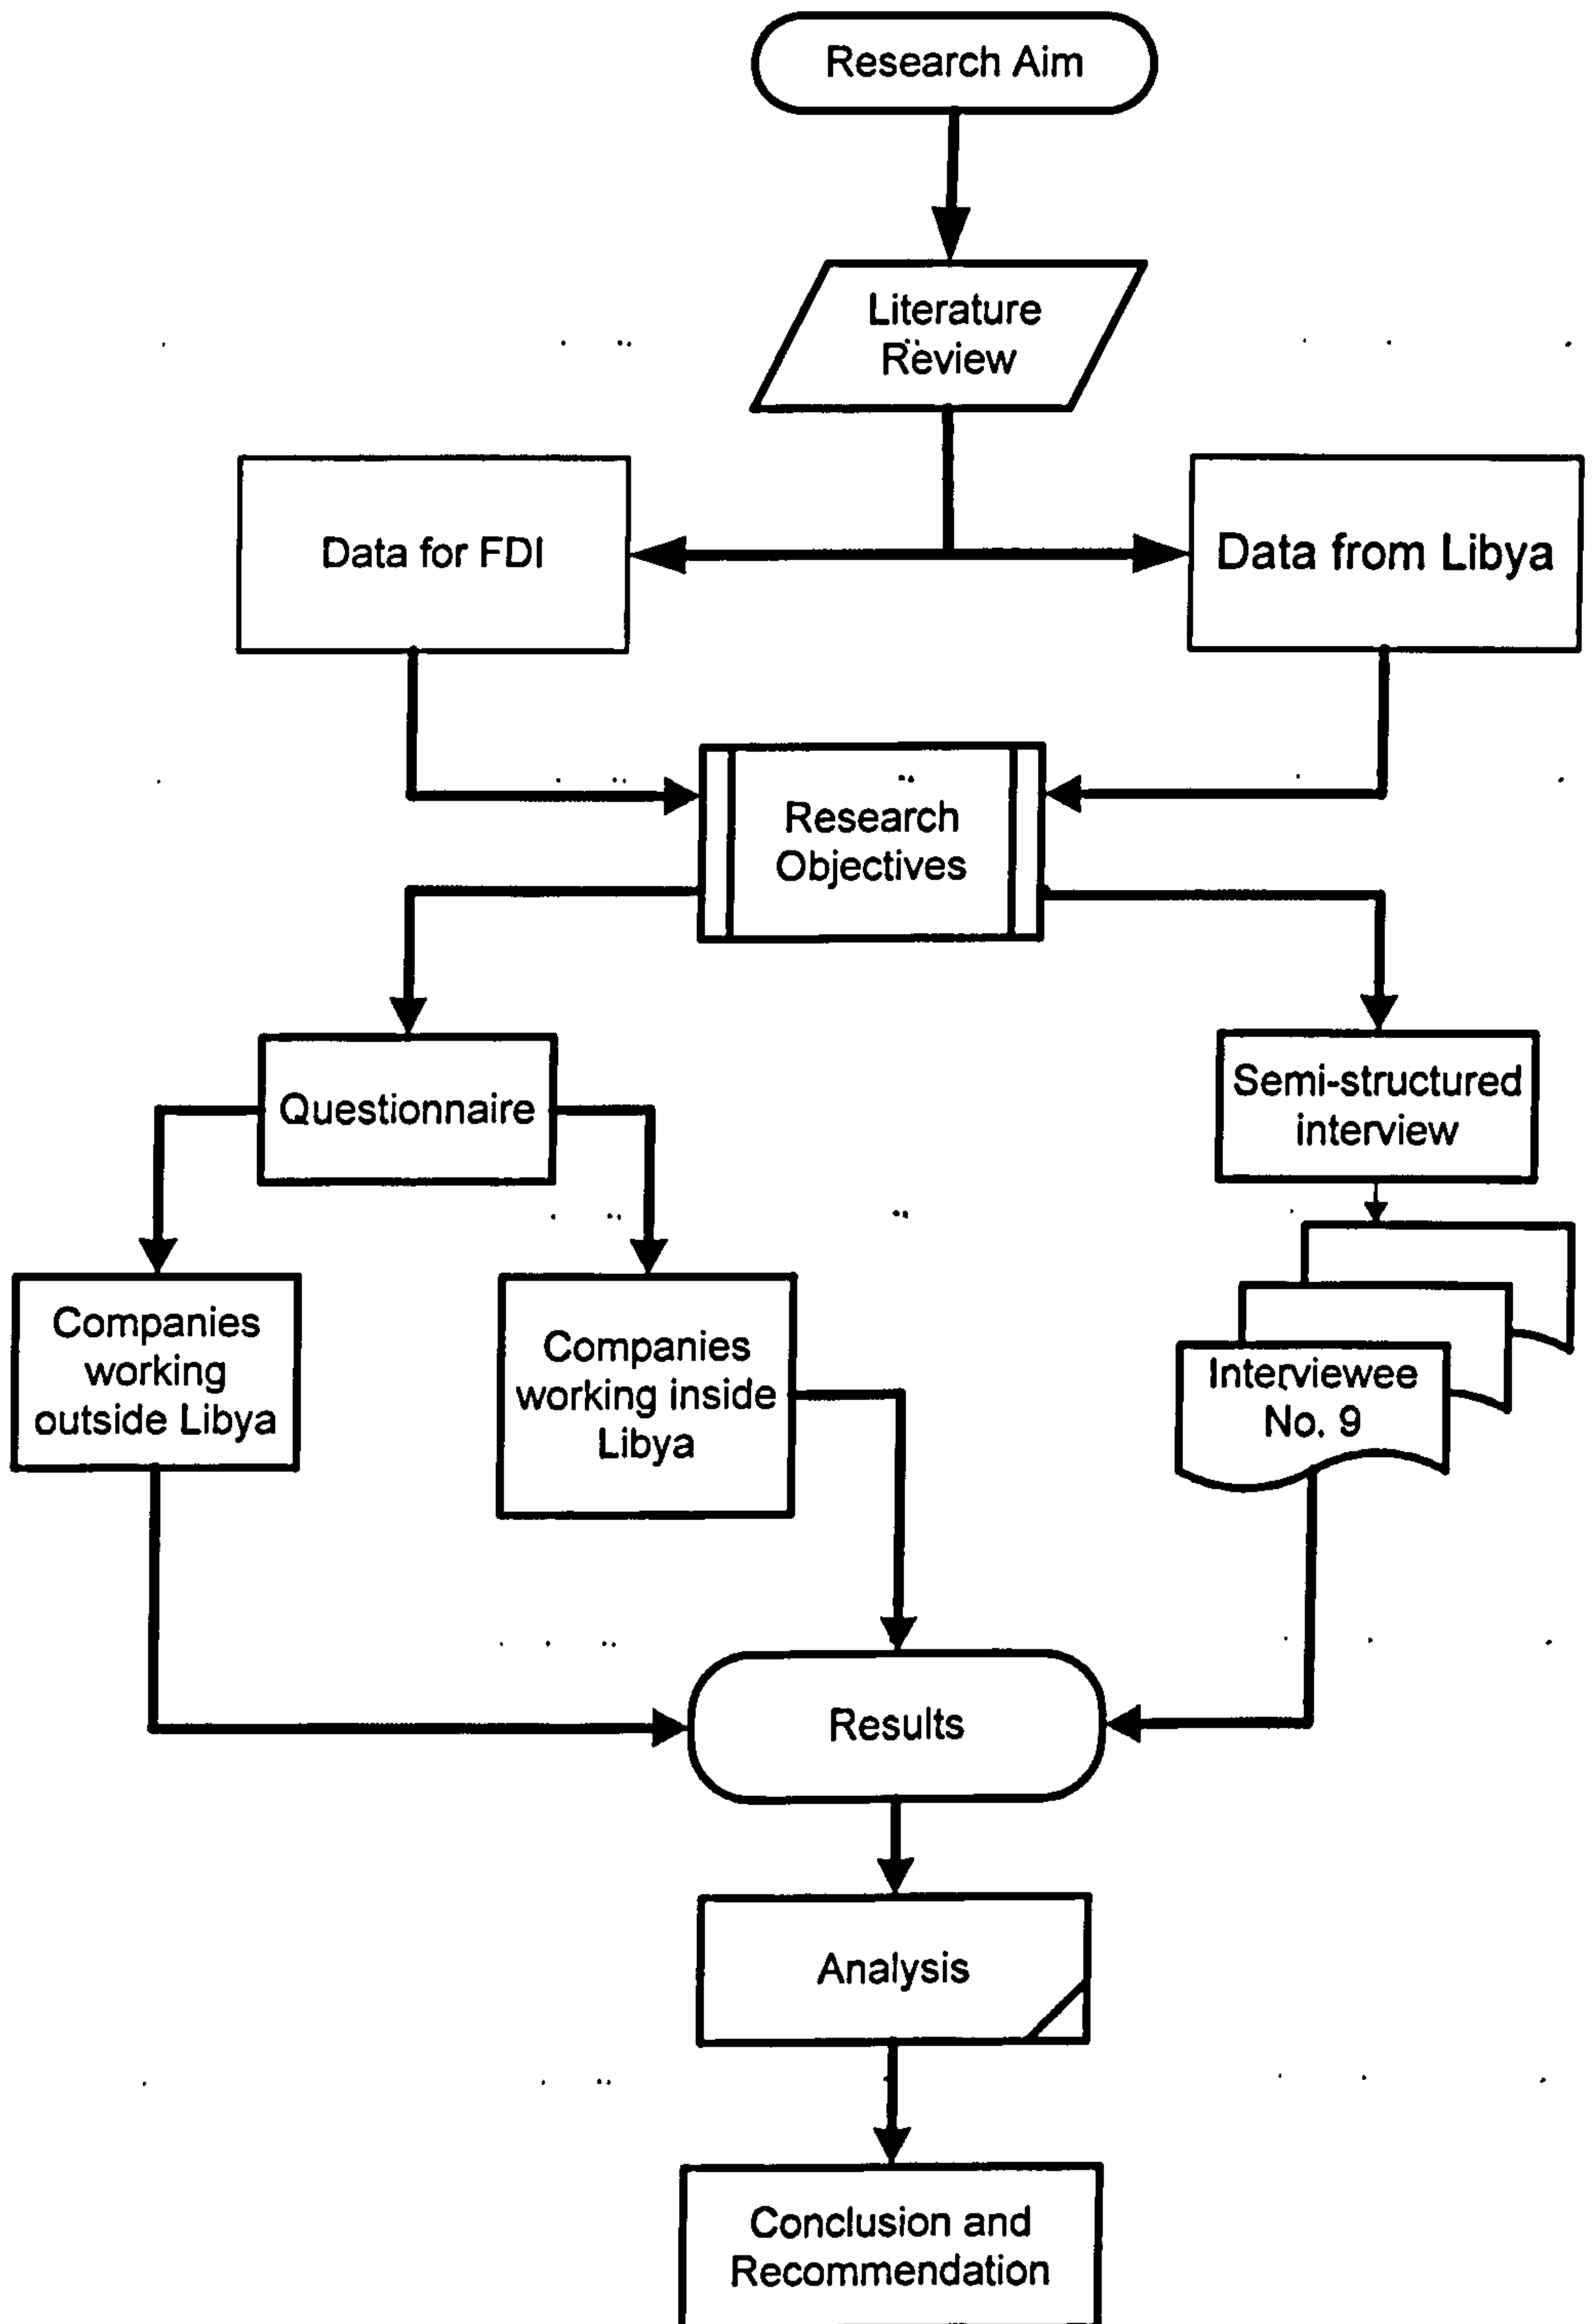 Research Aim
Literature
Review
Data for FDI
Data from Libya
Research
Objectives
Questionnaire
Semi-structured
interview
Companies
working
outside Libya
Companies
working inside
Libya
Interviewee
No. 9
Results
Analysis
Conclusion and
Recommendation